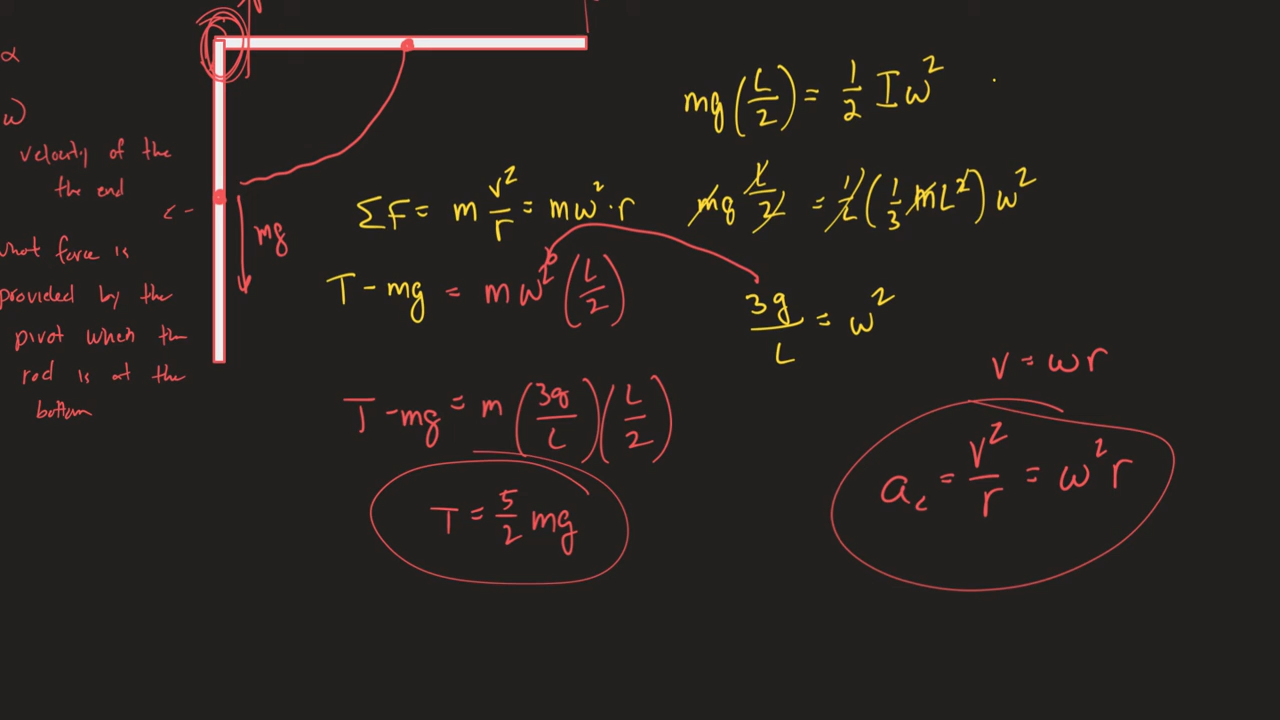 α
ω
velocity of the
the end
mg
what force is
provided by the
pivot when the
rod is at the
bottom
mg(L/2) = 1/2 Iω²
ΣF = m v²/r = mω²·r
mg L/2 = 1/2 (1/3 mL²) ω²
T - mg = mω² (L/2)
3g/L = ω²
v = ωr
T - mg = m (3g/L)(L/2)
a_c = v²/r = ω²r
T = 5/2 mg